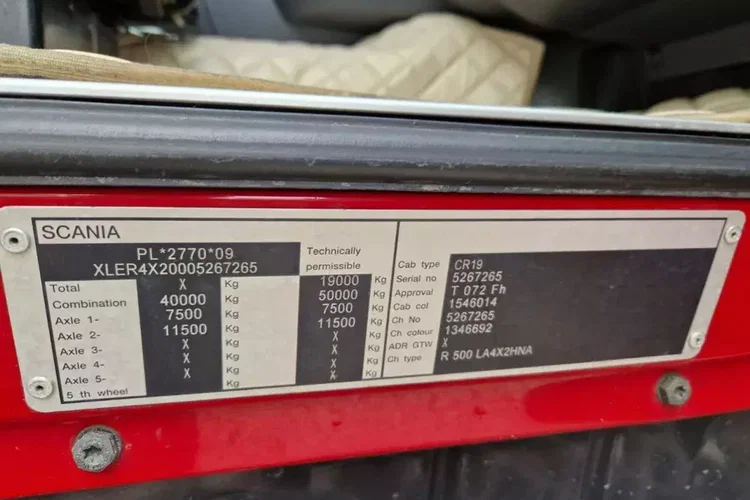 SCANIA
PL*2770*09
XLER4X20005267265
Technically
permissible
Total X Kg 19000 Kg
Combination 40000 Kg 50000 Kg
Axle 1- 7500 Kg 7500 Kg
Axle 2- 11500 Kg 11500 Kg
Axle 3- X Kg X Kg
Axle 4- X Kg X Kg
Axle 5- X Kg X Kg
5 th wheel Kg Kg
Cab type CR19
Serial no 5267265
Approval T 072 Fh
Cab col 1546014
Ch No 5267265
Ch colour 1346692
ADR GTW X
Ch type R 500 LA4X2HNA